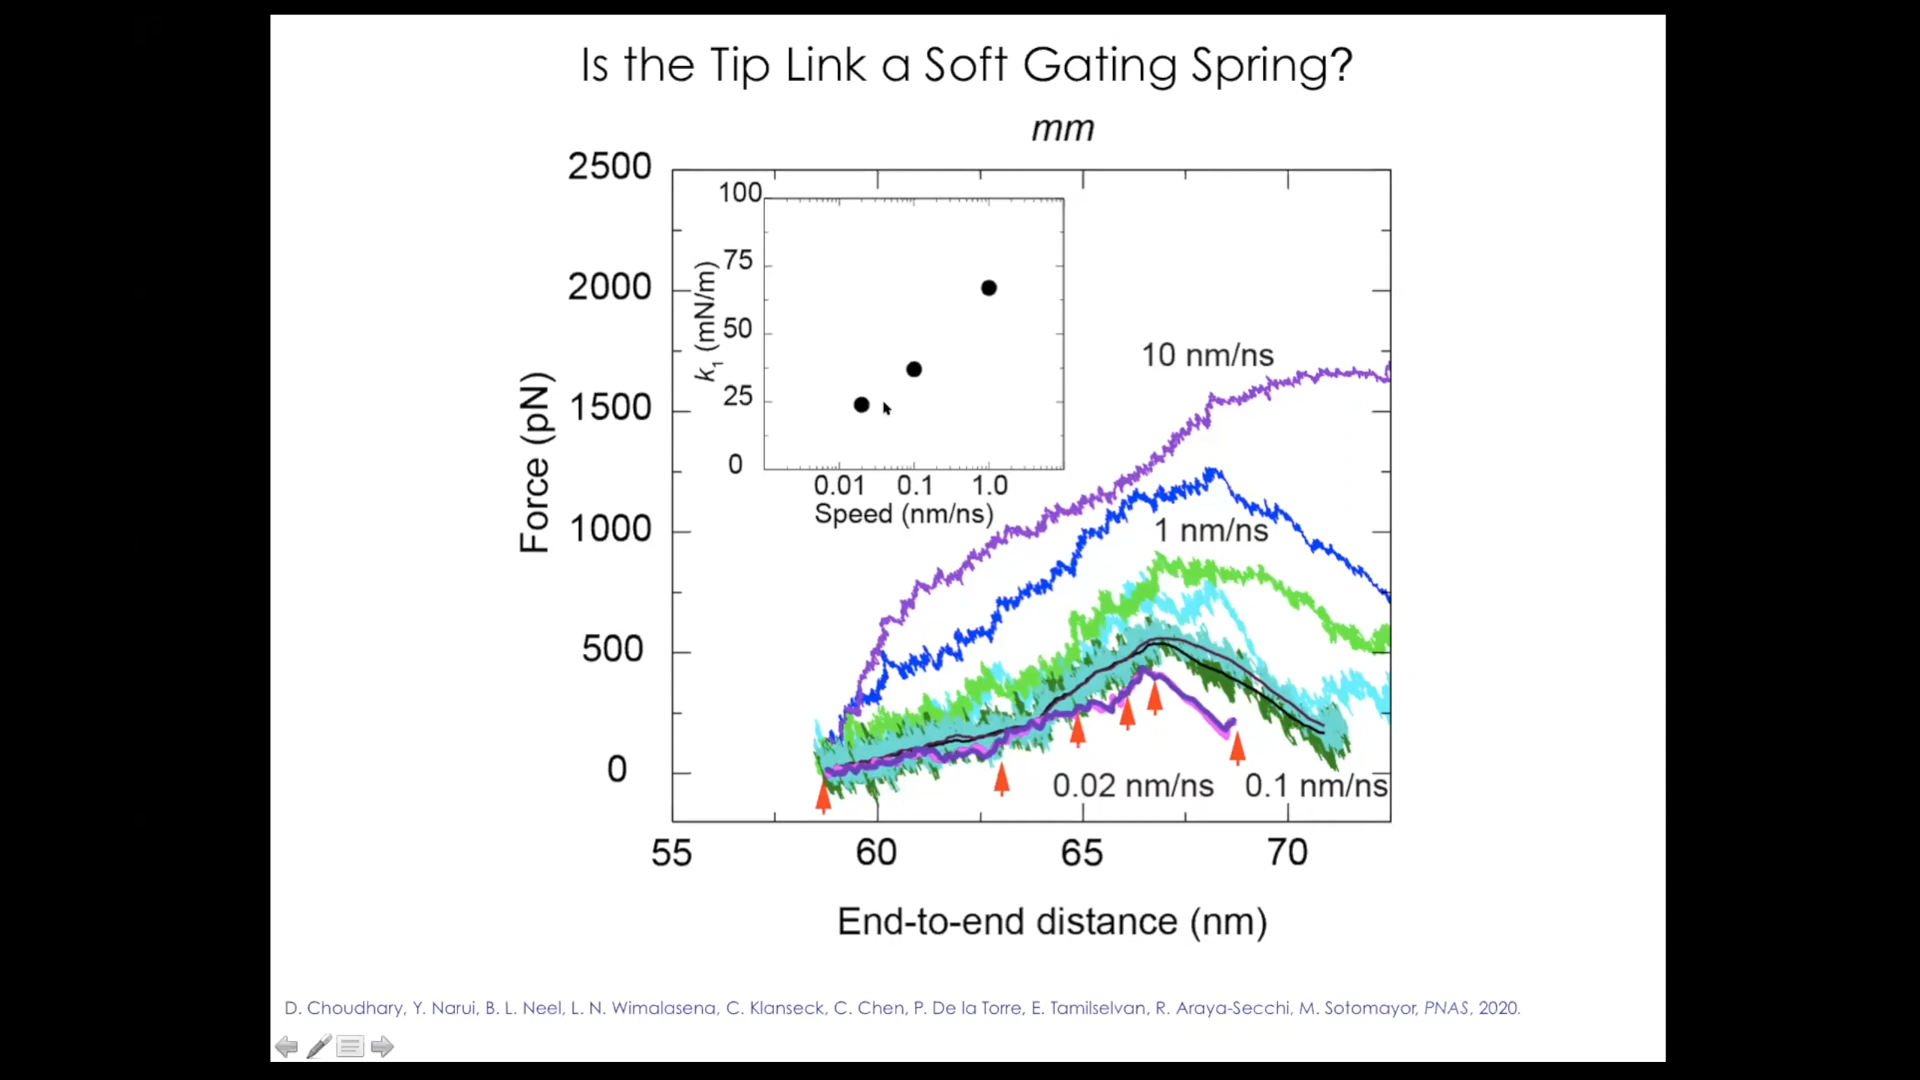 Is the Tip Link a Soft Gating Spring?
mm
2500
2000
1500
1000
500
0
Force (pN)
100
75
50
25
0
k1 (mN/m)
0.01 0.1 1.0
Speed (nm/ns)
10 nm/ns
1 nm/ns
0.02 nm/ns 0.1 nm/ns
55 60 65 70
End-to-end distance (nm)
D. Choudhary, Y. Narui, B. L. Neel, L. N. Wimalasena, C. Klanseck, C. Chen, P. De la Torre, E. Tamilselvan, R. Araya-Secchi, M. Sotomayor, PNAS, 2020.